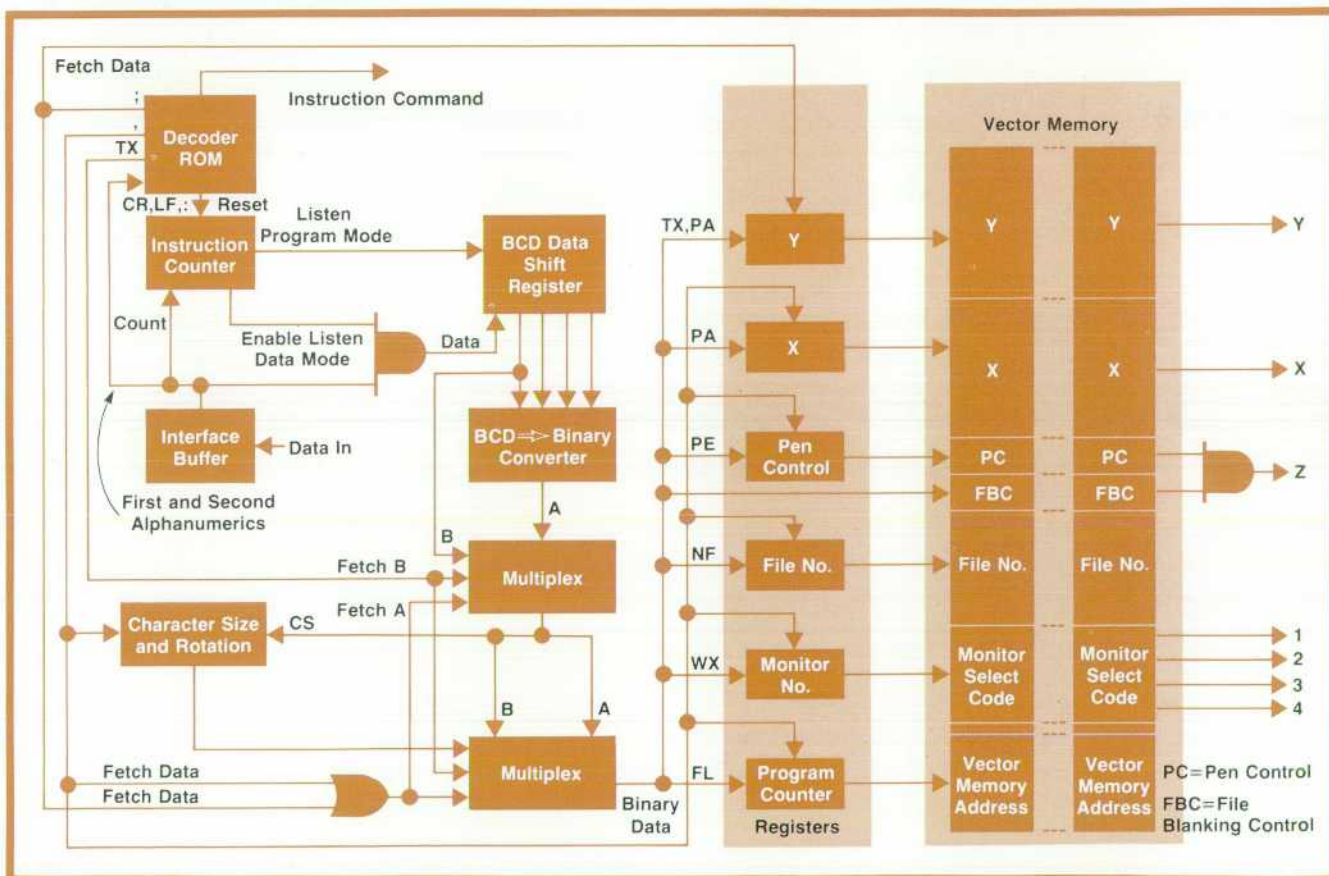 Fetch Data
Instruction Command
;
,
TX
Decoder
ROM
CR,LF,:
Reset
Listen
Program Mode
Instruction
Counter
BCD Data
Shift
Register
Count
Enable Listen
Data Mode
Data
Interface
Buffer
Data In
BCD⇒Binary
Converter
First and Second
Alphanumerics
A
B
Fetch B
Multiplex
Fetch A
Character Size
and Rotation
CS
B
A
Fetch Data
Fetch Data
Multiplex
Binary
Data
TX,PA
Y
PA
X
PE
Pen
Control
NF
File No.
WX
Monitor
No.
FL
Program
Counter
Registers
Vector Memory
Y
Y
Y
X
X
X
PC
PC
Z
FBC
FBC
File No.
File No.
Monitor
Select
Code
Monitor
Select
Code
1
2
3
4
Vector
Memory
Address
Vector
Memory
Address
PC=Pen Control
FBC=File
Blanking Control